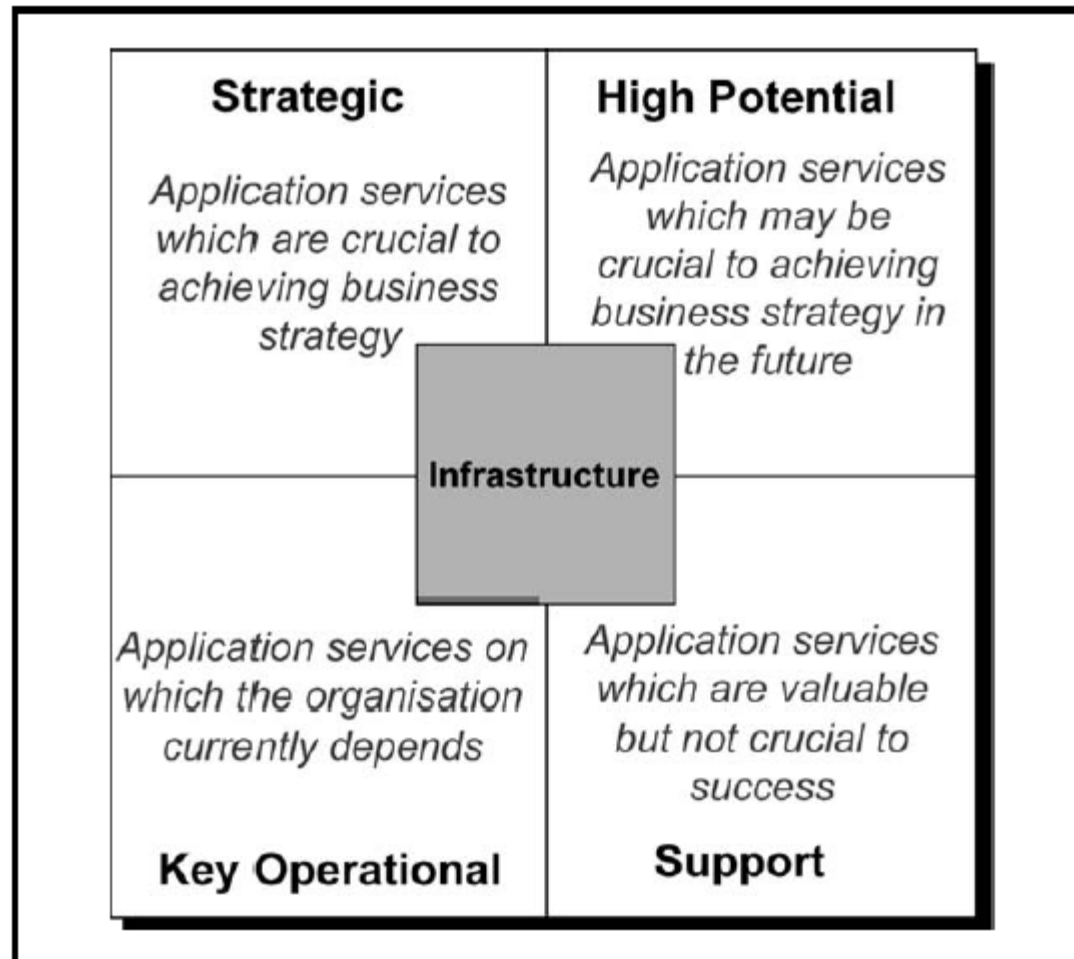 Strategic
Application services
which are crucial to
achieving business
strategy
High Potential
Application services
which may be
crucial to achieving
business strategy in
the future
Infrastructure
Application services on
which the organisation
currently depends
Key Operational
Application services
which are valuable
but not crucial to
success
Support